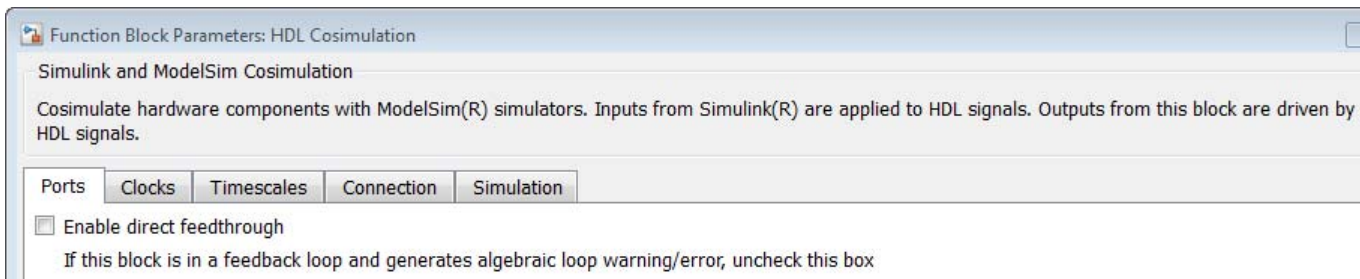 Function Block Parameters: HDL Cosimulation
Simulink and ModelSim Cosimulation
Cosimulate hardware components with ModelSim(R) simulators. Inputs from Simulink(R) are applied to HDL signals. Outputs from this block are driven by
HDL signals.
Ports Clocks Timescales Connection Simulation
Enable direct feedthrough
If this block is in a feedback loop and generates algebraic loop warning/error, uncheck this box